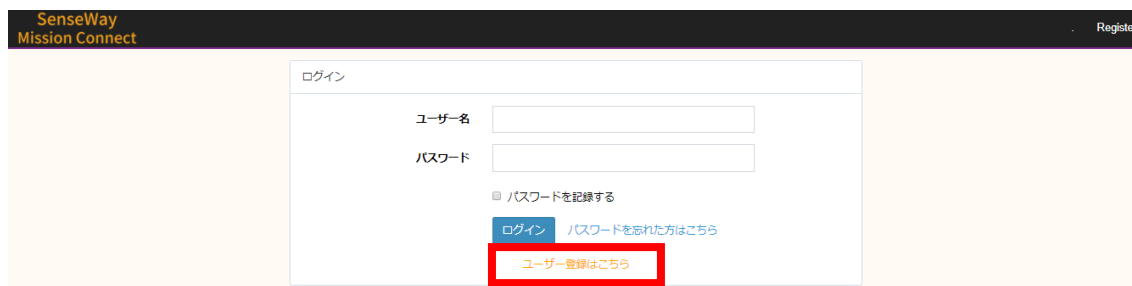 SenseWay
Mission Connect
. Registe
ログイン
ユーザー名
パスワード
パスワードを記録する
ログイン パスワードを忘れた方はこちら
ユーザー登録はこちら